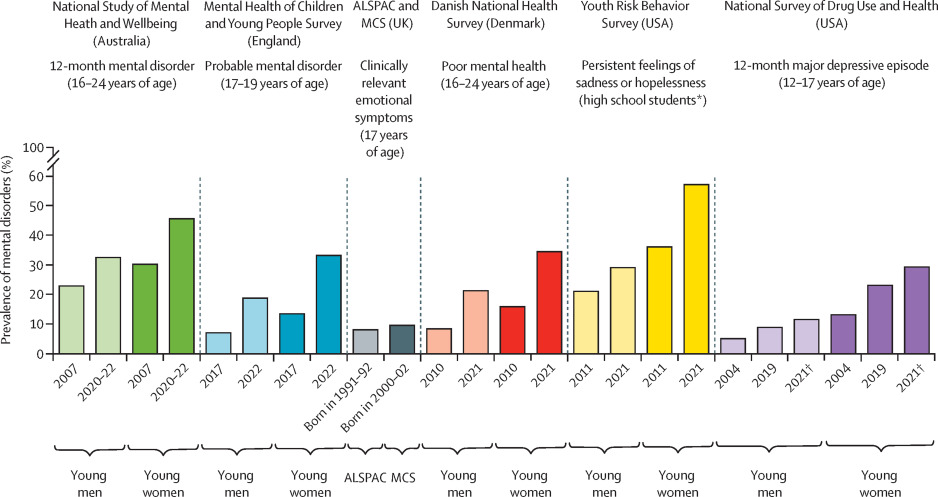 National Study of Mental
Heath and Wellbeing
(Australia)
12-month mental disorder
(16–24 years of age)
Mental Health of Children
and Young People Survey
(England)
Probable mental disorder
(17–19 years of age)
ALSPAC and
MCS (UK)
Clinically
relevant
emotional
symptoms
(17 years
of age)
Danish National Health
Survey (Denmark)
Poor mental health
(16–24 years of age)
Youth Risk Behavior
Survey (USA)
Persistent feelings of
sadness or hopelessness
(high school students*)
National Survey of Drug Use and Health
(USA)
12-month major depressive episode
(12–17 years of age)
Prevalence of mental disorders (%)
100
60
50
40
30
20
10
0
2007
2020–22
2007
2020–22
2017
2022
2017
2022
Born in 1991–92
Born in 2000–02
2010
2021
2010
2021
2011
2021
2011
2021
2004
2019
2021†
2004
2019
2021†
Young
men
Young
women
Young
men
Young
women
ALSPAC
MCS
Young
men
Young
women
Young
men
Young
women
Young
men
Young
women